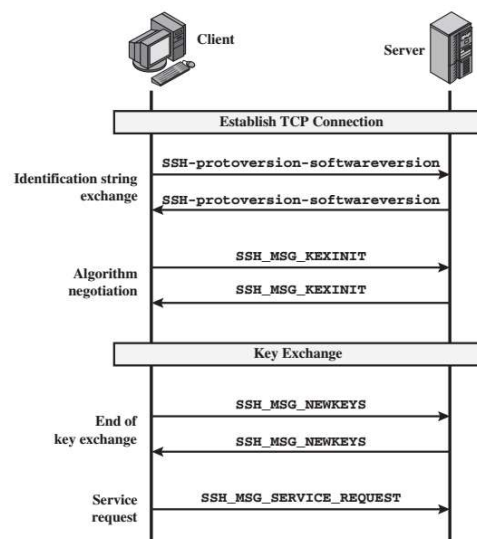 Client
Server
Establish TCP Connection
SSH-protoversion-softwareversion
Identification string
exchange
SSH-protoversion-softwareversion
SSH_MSG_KEXINIT
Algorithm
negotiation
SSH_MSG_KEXINIT
Key Exchange
SSH_MSG_NEWKEYS
End of
key exchange
SSH_MSG_NEWKEYS
Service
request
SSH_MSG_SERVICE_REQUEST